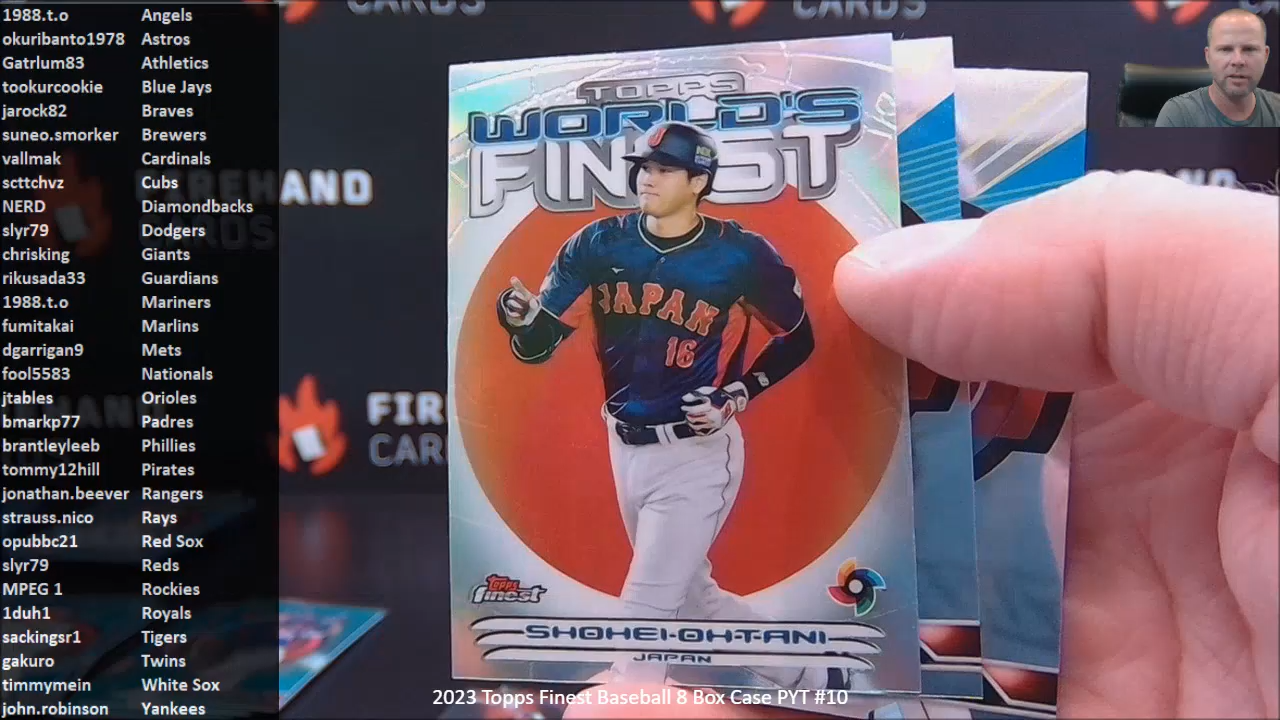 1988.t.o Angels
okuribanto1978 Astros
Gatrlum83 Athletics
tookurcookie Blue Jays
jarock82 Braves
suneo.smorker Brewers
vallmak Cardinals
scttchvz Cubs
NERD Diamondbacks
slyr79 Dodgers
chrisking Giants
rikusada33 Guardians
1988.t.o Mariners
fumitakai Marlins
dgarrigan9 Mets
fool5583 Nationals
jtables Orioles
bmarkp77 Padres
brantleyleeb Phillies
tommy12hill Pirates
jonathan.beever Rangers
strauss.nico Rays
opubbc21 Red Sox
slyr79 Reds
MPEG 1 Rockies
1duh1 Royals
sackingsr1 Tigers
gakuro Twins
timmymein White Sox
john.robinson Yankees
CARDS
CARDS
FIREHAND
CARDS
TOPPS
WORLD'S
FINEST
JAPAN
16
FIR
CAR
topps
finest
SHOHEI OHTANI
JAPAN
2023 Topps Finest Baseball 8 Box Case PYT #10